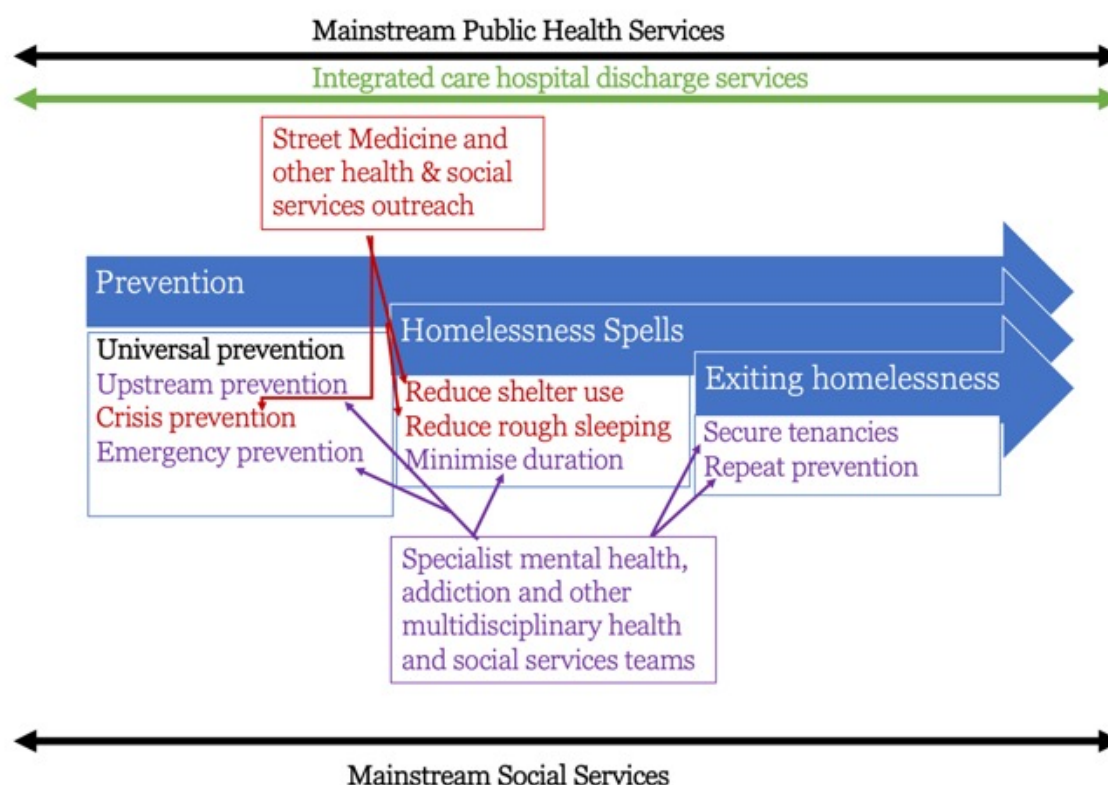 Mainstream Public Health Services
Integrated care hospital discharge services
Street Medicine and
other health & social
services outreach
Prevention
Universal prevention
Upstream prevention
Crisis prevention
Emergency prevention
Homelessness Spells
Reduce shelter use
Reduce rough sleeping
Minimise duration
Exiting homelessness
Secure tenancies
Repeat prevention
Specialist mental health,
addiction and other
multidisciplinary health
and social services teams
Mainstream Social Services